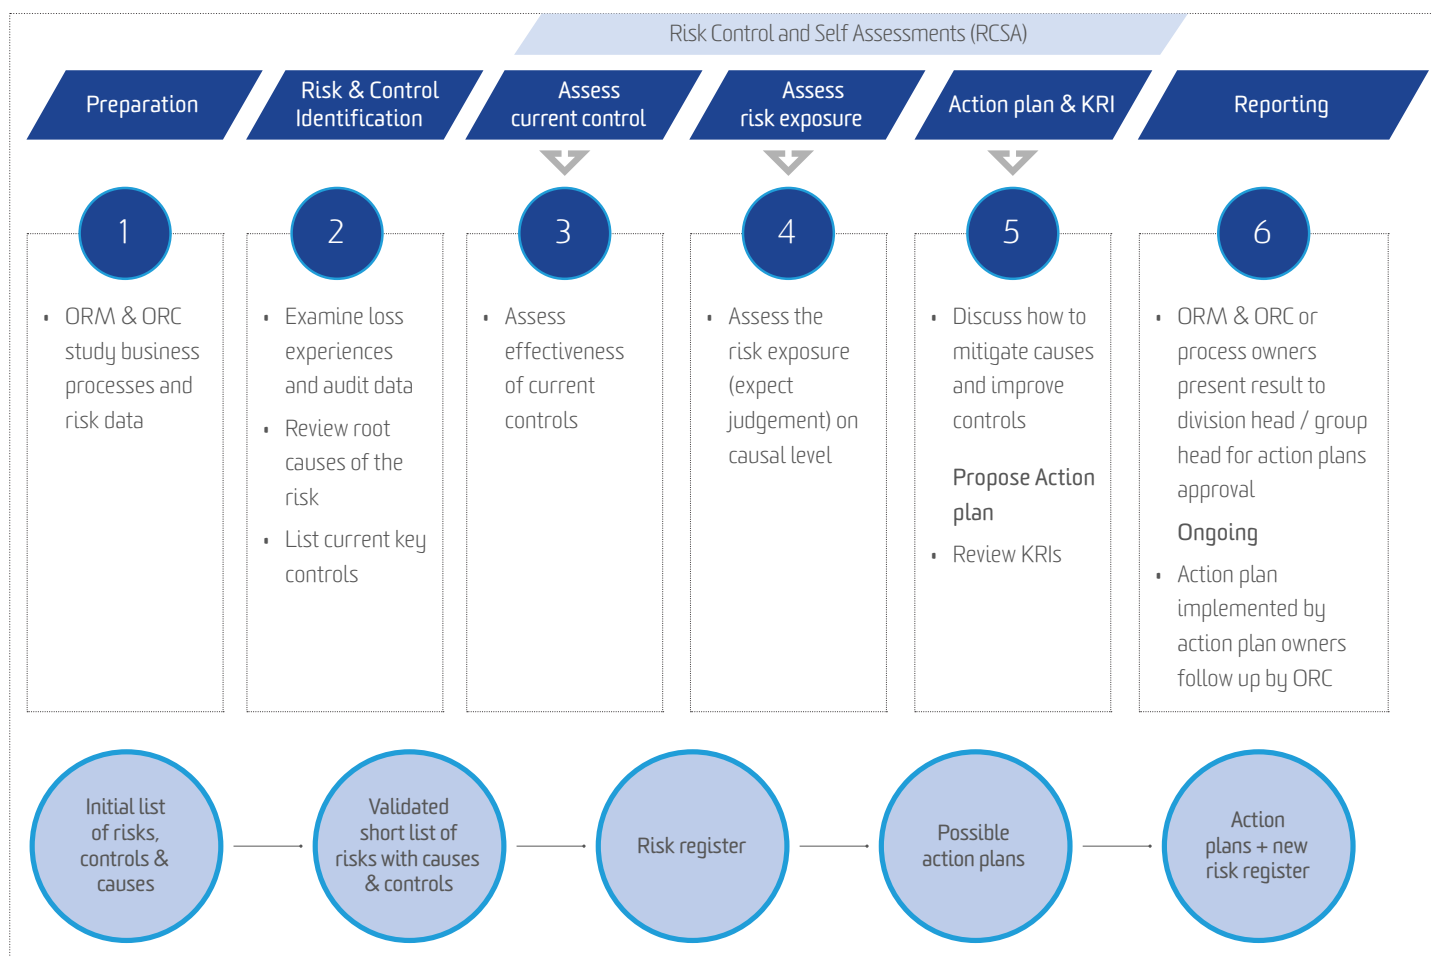 Risk Control and Self Assessments (RCSA)
Preparation
Risk & Control
Identification
Assess
current control
Assess
risk exposure
Action plan & KRI
Reporting
1
2
3
4
5
6
• ORM & ORC
study business
processes and
risk data
• Examine loss
experiences
and audit data
• Review root
causes of the
risk
• List current key
controls
• Assess
effectiveness
of current
controls
• Assess the
risk exposure
(expect
judgement) on
causal level
• Discuss how to
mitigate causes
and improve
controls
Propose Action
plan
• Review KRIs
• ORM & ORC or
process owners
present result to
division head / group
head for action plans
approval
Ongoing
• Action plan
implemented by
action plan owners
follow up by ORC
Initial list
of risks,
controls &
causes
Validated
short list of
risks with causes
& controls
Risk register
Possible
action plans
Action
plans + new
risk register